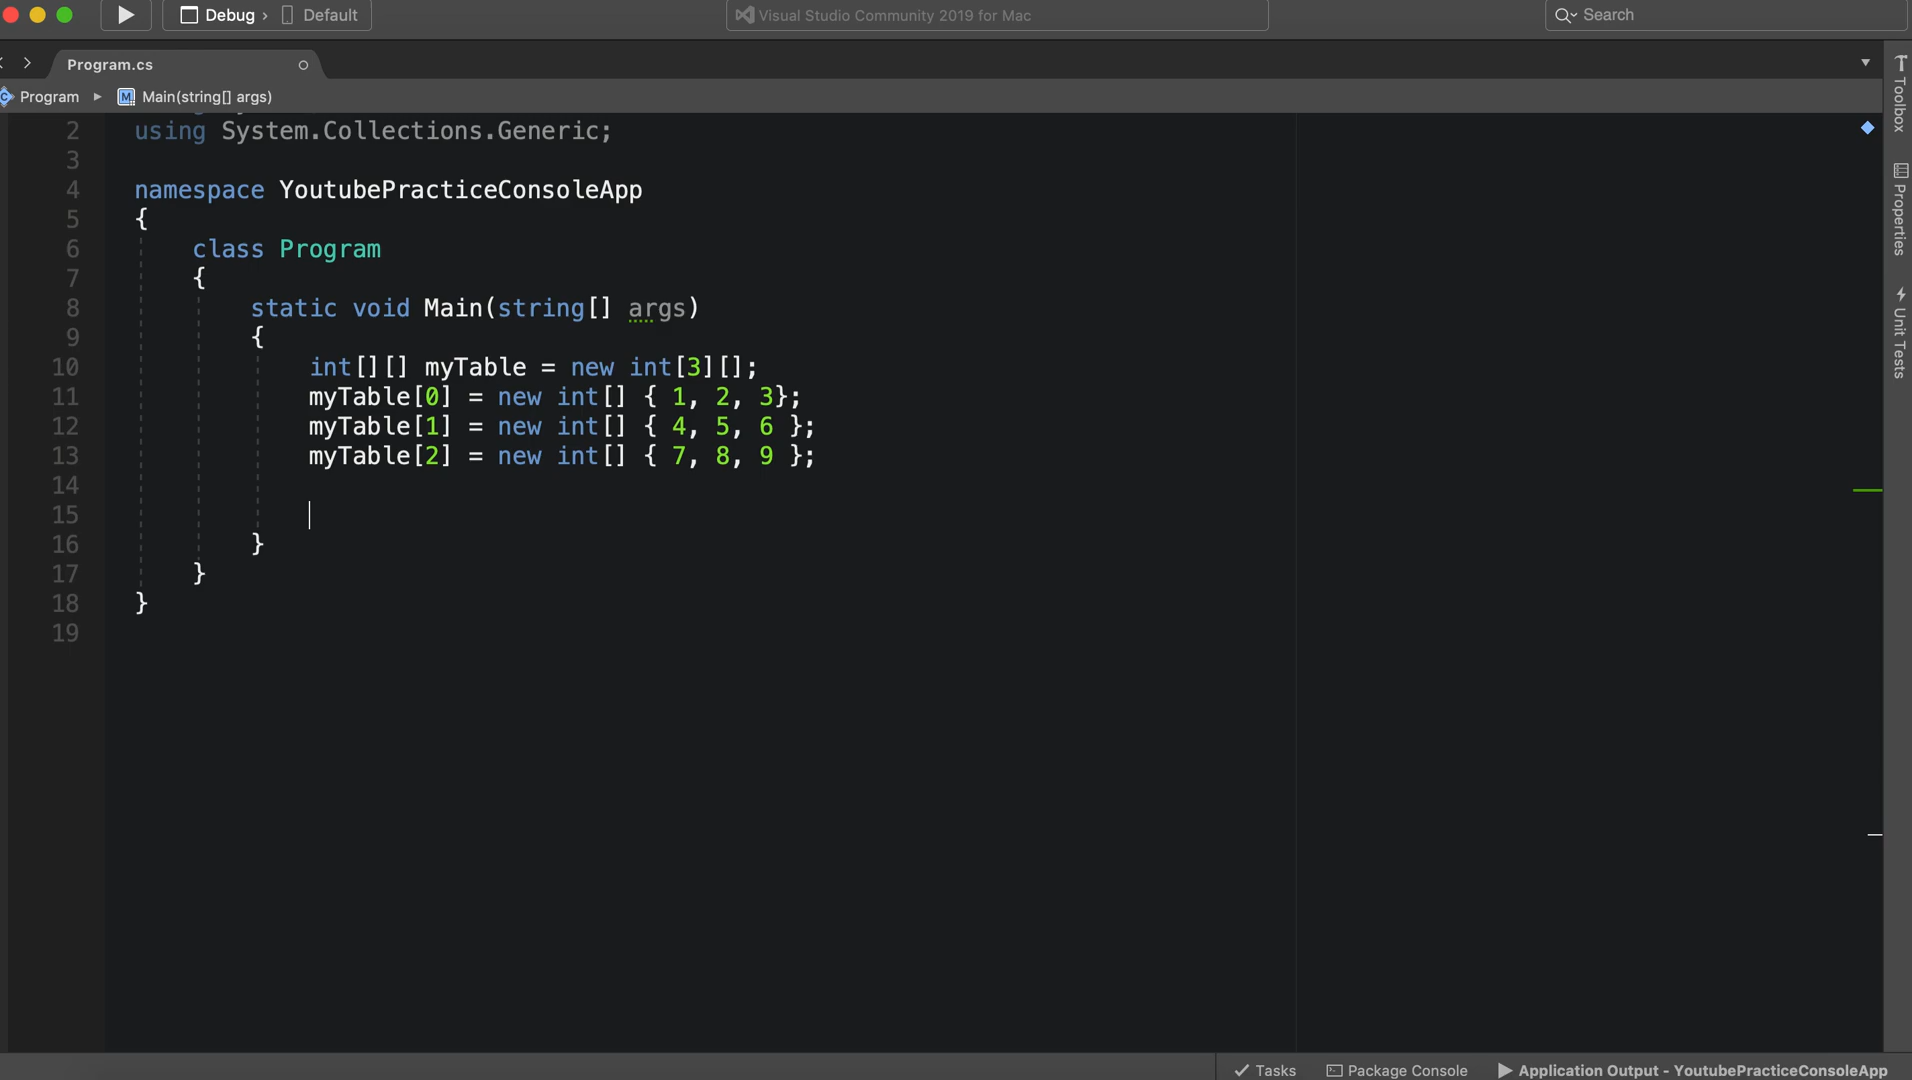 Debug › Default
Visual Studio Community 2019 for Mac
Search
Program.cs
Program ▸ M Main(string[] args)
2 using System.Collections.Generic;
3
4 namespace YoutubePracticeConsoleApp
5 {
6 class Program
7 {
8 static void Main(string[] args)
9 {
10 int[][] myTable = new int[3][];
11 myTable[0] = new int[] { 1, 2, 3};
12 myTable[1] = new int[] { 4, 5, 6 };
13 myTable[2] = new int[] { 7, 8, 9 };
14
15
16 }
17 }
18 }
19
Toolbox
Properties
Unit Tests
Tasks
Package Console
Application Output - YoutubePracticeConsoleApp